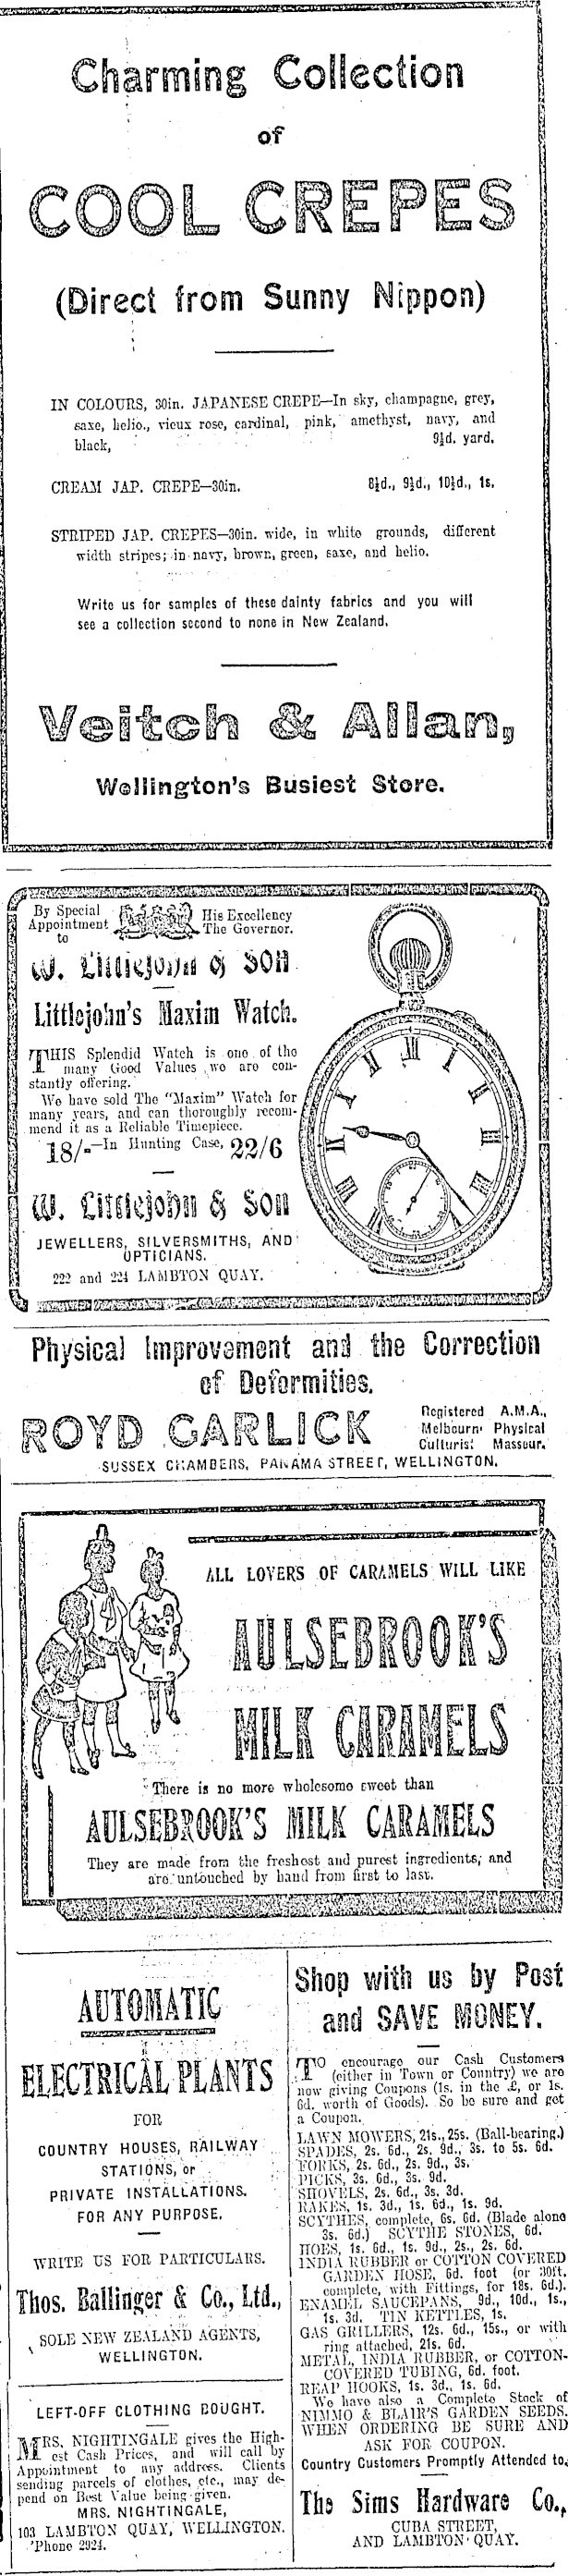 Charming Collection
of
COOL CREPES
(Direct from Sunny Nippon)
IN COLOURS, 30in. JAPANESE CREPE—In sky, champagne, grey,
saxe, helio., vieux rose, cardinal, pink, amethyst, navy, and
black, 9½d. yard.
CREAM JAP. CREPE—30in. 8½d., 9½d., 10½d., 1s.
STRIPED JAP. CREPES—30in. wide, in white grounds, different
width stripes; in navy, brown, green, saxe, and helio.
Write us for samples of these dainty fabrics and you will
see a collection second to none in New Zealand.
Veitch & Allan,
Wellington's Busiest Store.
By Special
Appointment
to
His Excellency
The Governor.
W. Littlejohn & Son
Littlejohn's Maxim Watch.
THIS Splendid Watch is one of the
many Good Values we are con-
stantly offering.
We have sold The "Maxim" Watch for
many years, and can thoroughly recom-
mend it as a Reliable Timepiece.
18/-—In Hunting Case, 22/6
W. Littlejohn & Son
JEWELLERS, SILVERSMITHS, AND
OPTICIANS.
222 and 224 LAMBTON QUAY.
Physical Improvement and the Correction
of Deformities.
ROYD GARLICK
Registered A.M.A.,
Melbourne Physical
Culturist Masseur.
SUSSEX CHAMBERS, PANAMA STREET, WELLINGTON.
ALL LOVERS OF CARAMELS WILL LIKE
AULSEBROOK'S
MILK CARAMELS
There is no more wholesome sweet than
AULSEBROOK'S MILK CARAMELS
They are made from the freshest and purest ingredients, and
are untouched by hand from first to last.
AUTOMATIC
ELECTRICAL PLANTS
FOR
COUNTRY HOUSES, RAILWAY
STATIONS, or
PRIVATE INSTALLATIONS.
FOR ANY PURPOSE.
WRITE US FOR PARTICULARS.
Thos. Ballinger & Co., Ltd.,
SOLE NEW ZEALAND AGENTS,
WELLINGTON.
LEFT-OFF CLOTHING BOUGHT.
MRS. NIGHTINGALE gives the High-
est Cash Prices, and will call by
Appointment to any address. Clients
sending parcels of clothes, etc., may de-
pend on Best Value being given.
MRS. NIGHTINGALE,
103 LAMBTON QUAY, WELLINGTON.
'Phone 2924.
Shop with us by Post
and SAVE MONEY.
TO encourage our Cash Customers
(either in Town or Country) we are
now giving Coupons (1s. in the £, or 1s.
6d. worth of Goods). So be sure and get
a Coupon.
LAWN MOWERS, 21s., 25s. (Ball-bearing.)
SPADES, 2s. 6d., 2s. 9d., 3s. to 5s. 6d.
FORKS, 2s. 6d., 2s. 9d., 3s.
PICKS, 3s. 6d., 3s. 9d.
SHOVELS, 2s. 6d., 3s. 3d.
RAKES, 1s. 3d., 1s. 6d., 1s. 9d.
SCYTHES, complete, 6s. 6d. (Blade alone
3s. 6d.) SCYTHE STONES, 6d.
HOES, 1s. 6d., 1s. 9d., 2s., 2s. 6d.
INDIA RUBBER or COTTON COVERED
GARDEN HOSE, 6d. foot (or 30ft.
complete, with Fittings, for 18s. 6d.).
ENAMEL SAUCEPANS, 9d., 10d., 1s.,
1s. 3d. TIN KETTLES, 1s.
GAS GRILLERS, 12s. 6d., 15s., or with
ring attached, 21s. 6d.
METAL, INDIA RUBBER, or COTTON-
COVERED TUBING, 6d. foot.
REAP HOOKS, 1s. 3d., 1s. 6d.
We have also a Complete Stock of
NIMMO & BLAIR'S GARDEN SEEDS.
WHEN ORDERING BE SURE AND
ASK FOR COUPON.
Country Customers Promptly Attended to.
The Sims Hardware Co.,
CUBA STREET,
AND LAMBTON QUAY.